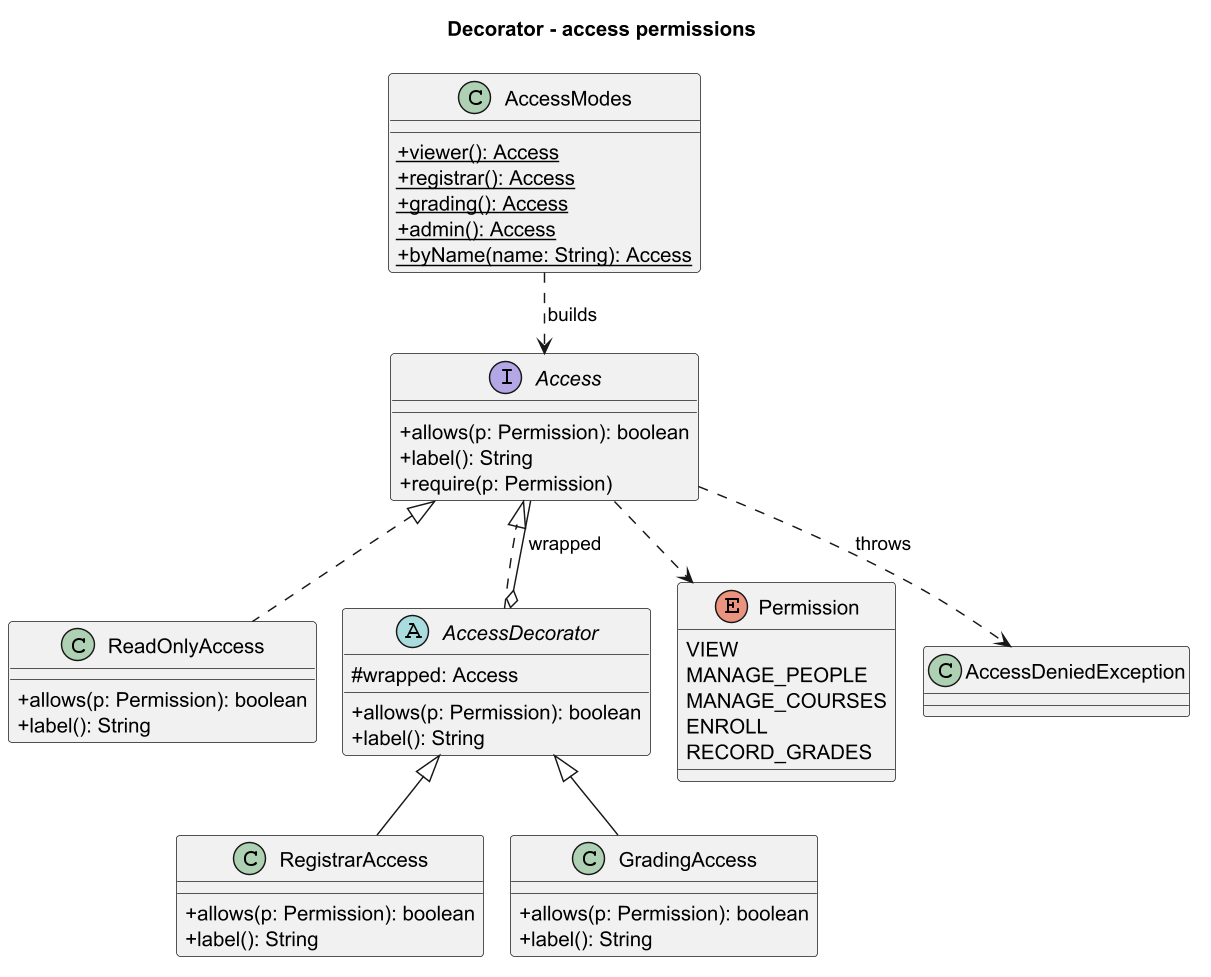 Decorator - access permissions
C AccessModes
+viewer(): Access
+registrar(): Access
+grading(): Access
+admin(): Access
+byName(name: String): Access
builds
I Access
+allows(p: Permission): boolean
+label(): String
+require(p: Permission)
wrapped
throws
C ReadOnlyAccess
+allows(p: Permission): boolean
+label(): String
A AccessDecorator
#wrapped: Access
+allows(p: Permission): boolean
+label(): String
E Permission
VIEW
MANAGE_PEOPLE
MANAGE_COURSES
ENROLL
RECORD_GRADES
C AccessDeniedException
C RegistrarAccess
+allows(p: Permission): boolean
+label(): String
C GradingAccess
+allows(p: Permission): boolean
+label(): String